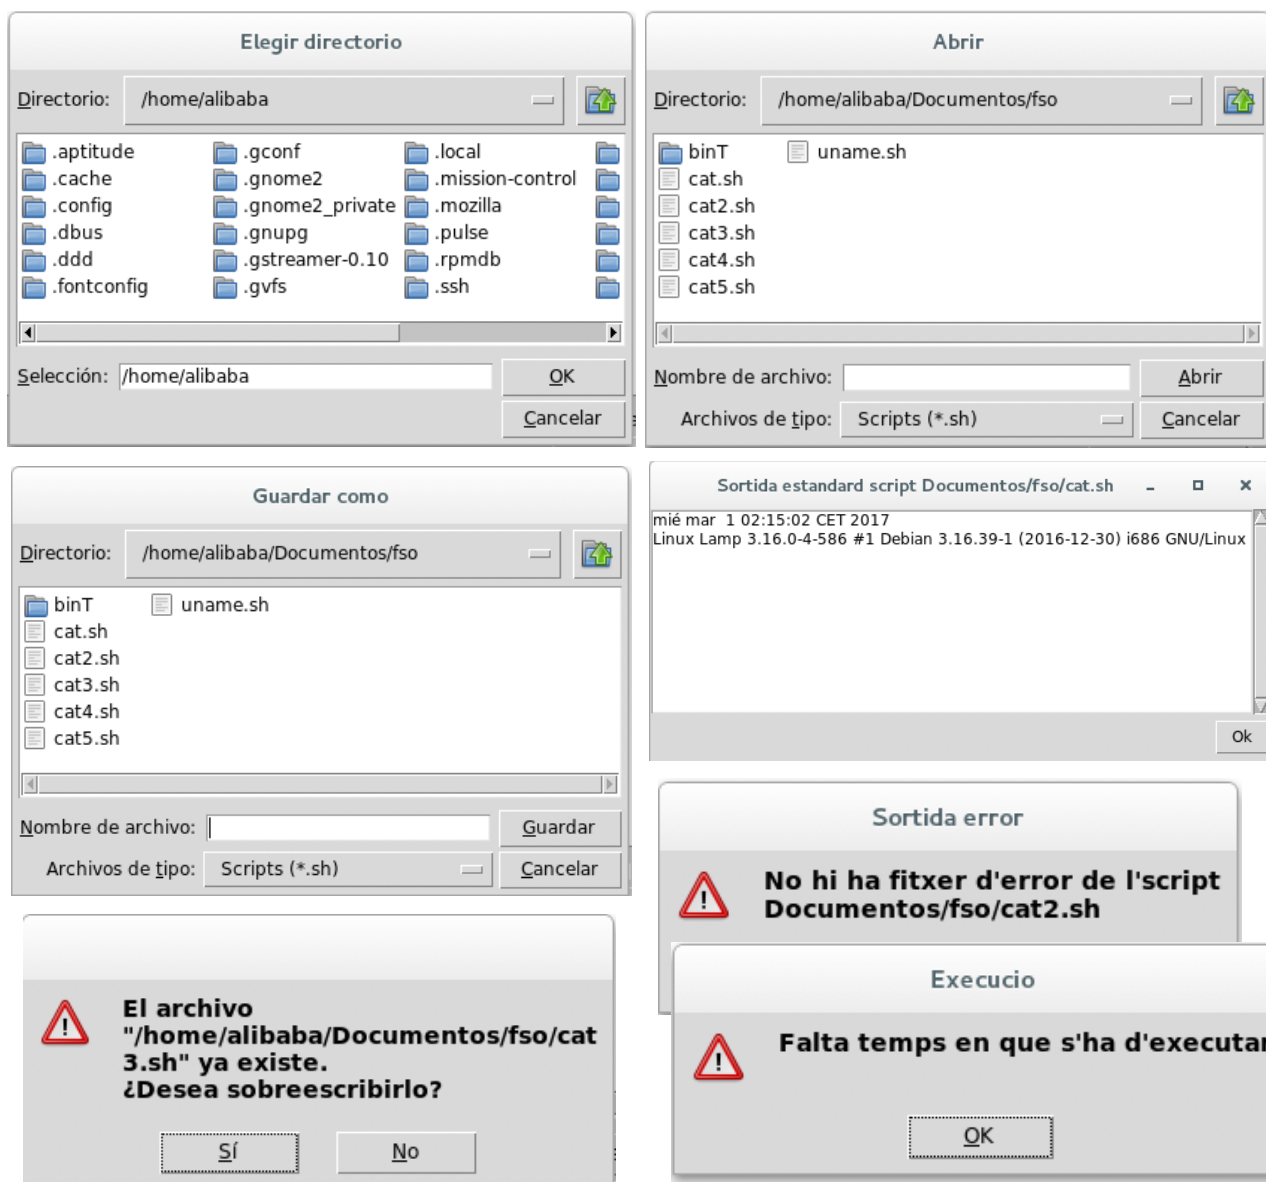 Elegir directorio
Directorio: /home/alibaba
.aptitude .gconf .local
.cache .gnome2 .mission-control
.config .gnome2_private .mozilla
.dbus .gnupg .pulse
.ddd .gstreamer-0.10 .rpmdb
.fontconfig .gvfs .ssh
Selección: /home/alibaba OK
Cancelar
Abrir
Directorio: /home/alibaba/Documentos/fso
binT uname.sh
cat.sh
cat2.sh
cat3.sh
cat4.sh
cat5.sh
Nombre de archivo: Abrir
Archivos de tipo: Scripts (*.sh) Cancelar
Guardar como
Directorio: /home/alibaba/Documentos/fso
binT uname.sh
cat.sh
cat2.sh
cat3.sh
cat4.sh
cat5.sh
Nombre de archivo: Guardar
Archivos de tipo: Scripts (*.sh) Cancelar
Sortida estandard script Documentos/fso/cat.sh
mié mar 1 02:15:02 CET 2017
Linux Lamp 3.16.0-4-586 #1 Debian 3.16.39-1 (2016-12-30) i686 GNU/Linux
Ok
Sortida error
No hi ha fitxer d'error de l'script
Documentos/fso/cat2.sh
El archivo
"/home/alibaba/Documentos/fso/cat
3.sh" ya existe.
¿Desea sobreescribirlo?
Sí No
Execucio
Falta temps en que s'ha d'executar
OK